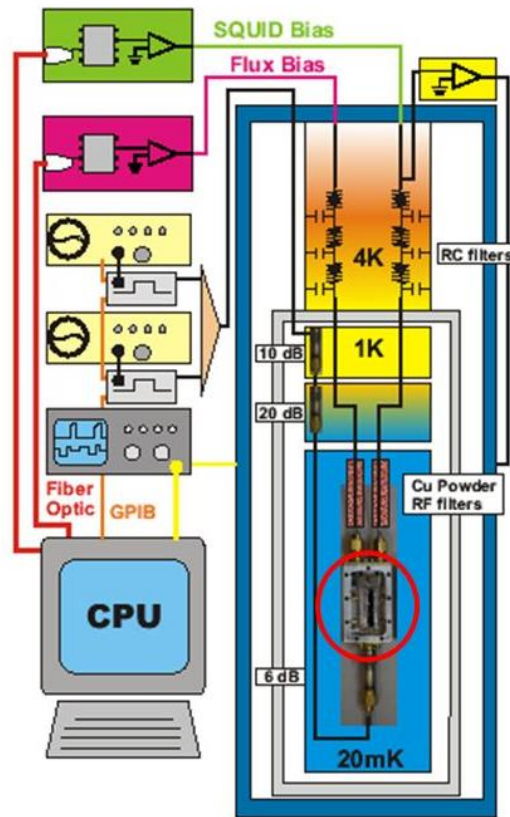 SQUID Bias
Flux Bias
4K
RC filters
10 dB
1K
20 dB
Fiber
Optic
GPIB
Cu Powder
RF filters
CPU
6 dB
20mK